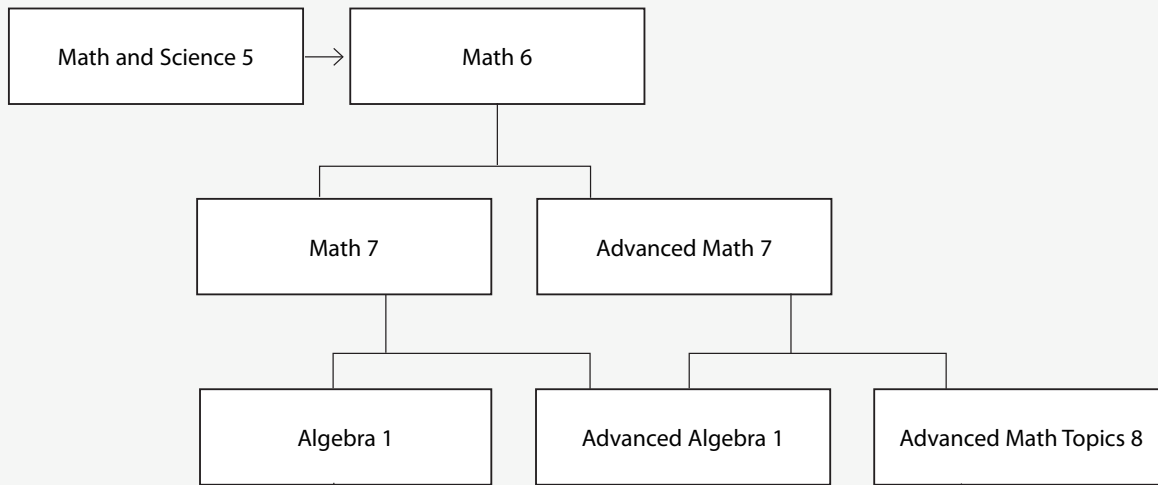 Math and Science 5
Math 6
Math 7
Advanced Math 7
Algebra 1
Advanced Algebra 1
Advanced Math Topics 8